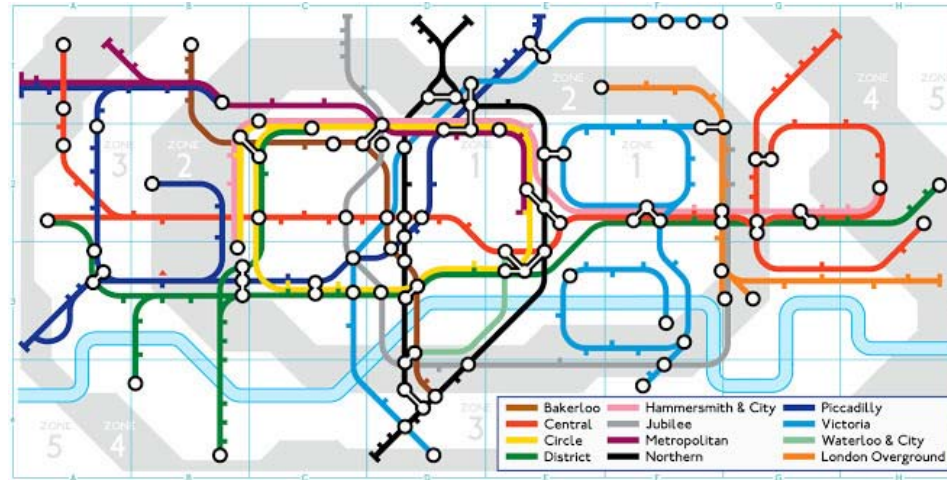 A B C D E F G H
ZONE 2
ZONE 4
ZONE 5
ZONE 3
ZONE 2
ZONE 1
ZONE 1
ZONE 3
ZONE 5
ZONE 4
Bakerloo
Central
Circle
District
Hammersmith & City
Jubilee
Metropolitan
Northern
Piccadilly
Victoria
Waterloo & City
London Overground
A B C D E F G H